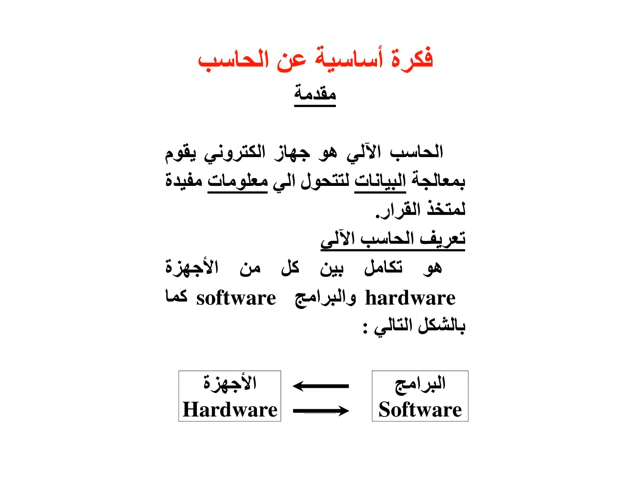 فكرة أساسية عن الحاسب
مقدمة
الحاسب الآلي هو جهاز الكتروني يقوم
بمعالجة البيانات لتتحول الي معلومات مفيدة
لمتخذ القرار.
تعريف الحاسب الآلي
هو تكامل بين كل من الأجهزة
hardware والبرامج software كما
بالشكل التالي :
البرامج
Software
الأجهزة
Hardware